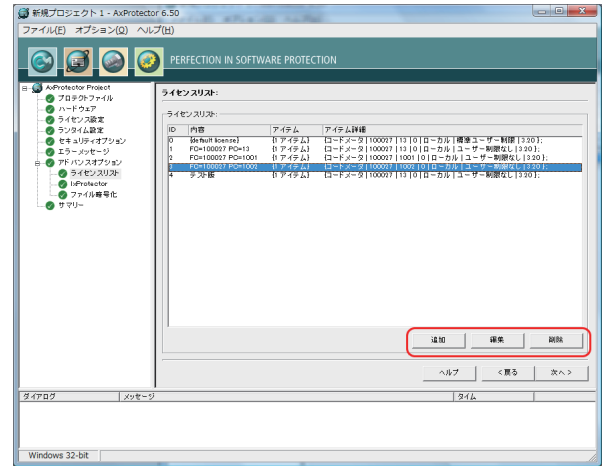 新規プロジェクト 1 - AxProtector 6.50
ファイル(F) オプション(O) ヘルプ(H)
PERFECTION IN SOFTWARE PROTECTION
AxProtector Project
プロテクトファイル
ハードウェア
ライセンス設定
ランタイム設定
セキュリティオプション
エラーメッセージ
アドバンスオプション
ライセンスリスト
IxProtector
ファイル暗号化
サマリー
ライセンスリスト:
ライセンスリスト:
ID 内容 アイテム アイテム詳細
0 {default license} {1 アイテム} {コードメータ | 100027 | 13 | 0 | ローカル | 標準ユーザー制限 | 3.20 };
1 FC=100027 PC=13 {1 アイテム} {コードメータ | 100027 | 13 | 0 | ローカル | ユーザー制限なし | 3.20 };
2 FC=100027 PC=1001 {1 アイテム} {コードメータ | 100027 | 1001 | 0 | ローカル | ユーザー制限なし | 3.20 };
3 FC=100027 PC=1002 {1 アイテム} {コードメータ | 100027 | 1002 | 0 | ローカル | ユーザー制限なし | 3.20 };
4 テスト版 {1 アイテム} {コードメータ | 100027 | 13 | 0 | ローカル | ユーザー制限なし | 3.20 };
追加 編集 削除
ヘルプ < 戻る 次へ >
ダイアログ メッセージ タイム
Windows 32-bit